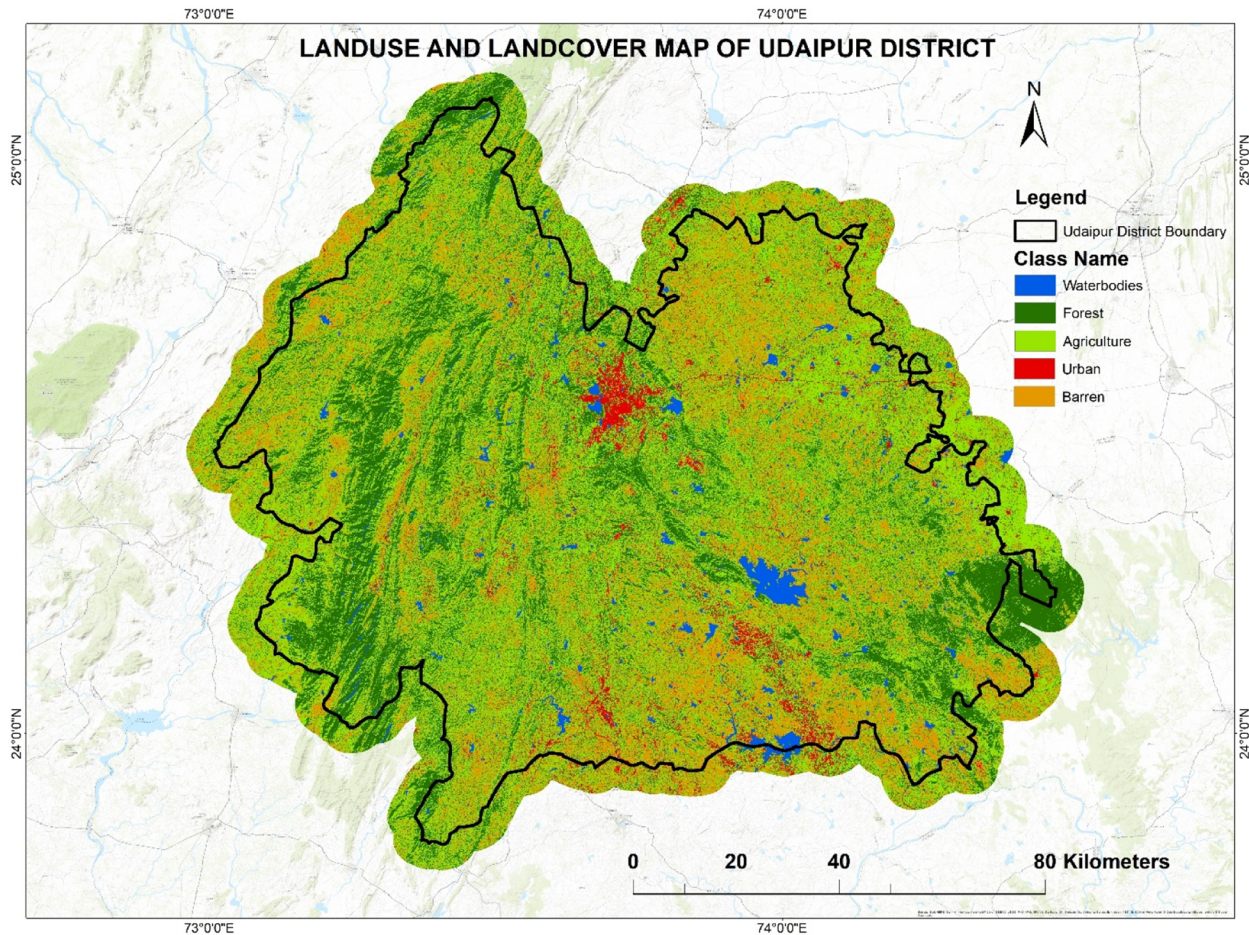 73°0'0"E 74°0'0"E
LANDUSE AND LANDCOVER MAP OF UDAIPUR DISTRICT
N
25°0'0"N 25°0'0"N
Legend
Udaipur District Boundary
Class Name
Waterbodies
Forest
Agriculture
Urban
Barren
24°0'0"N 24°0'0"N
0 20 40 80 Kilometers
73°0'0"E 74°0'0"E